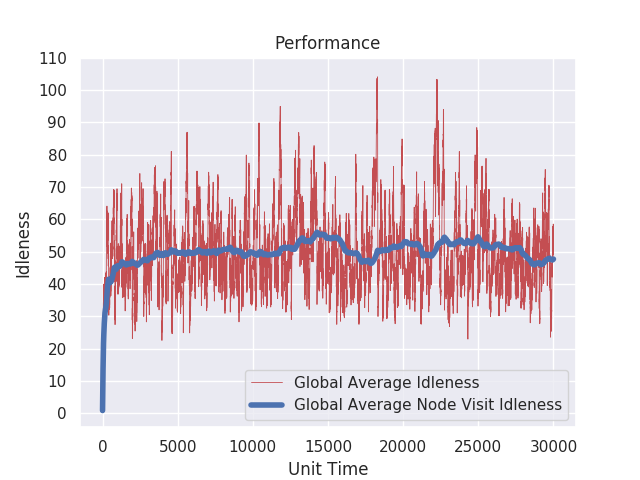 Performance
110
100
90
80
70
60
50
40
30
20
10
0
Idleness
Global Average Idleness
Global Average Node Visit Idleness
0 5000 10000 15000 20000 25000 30000
Unit Time